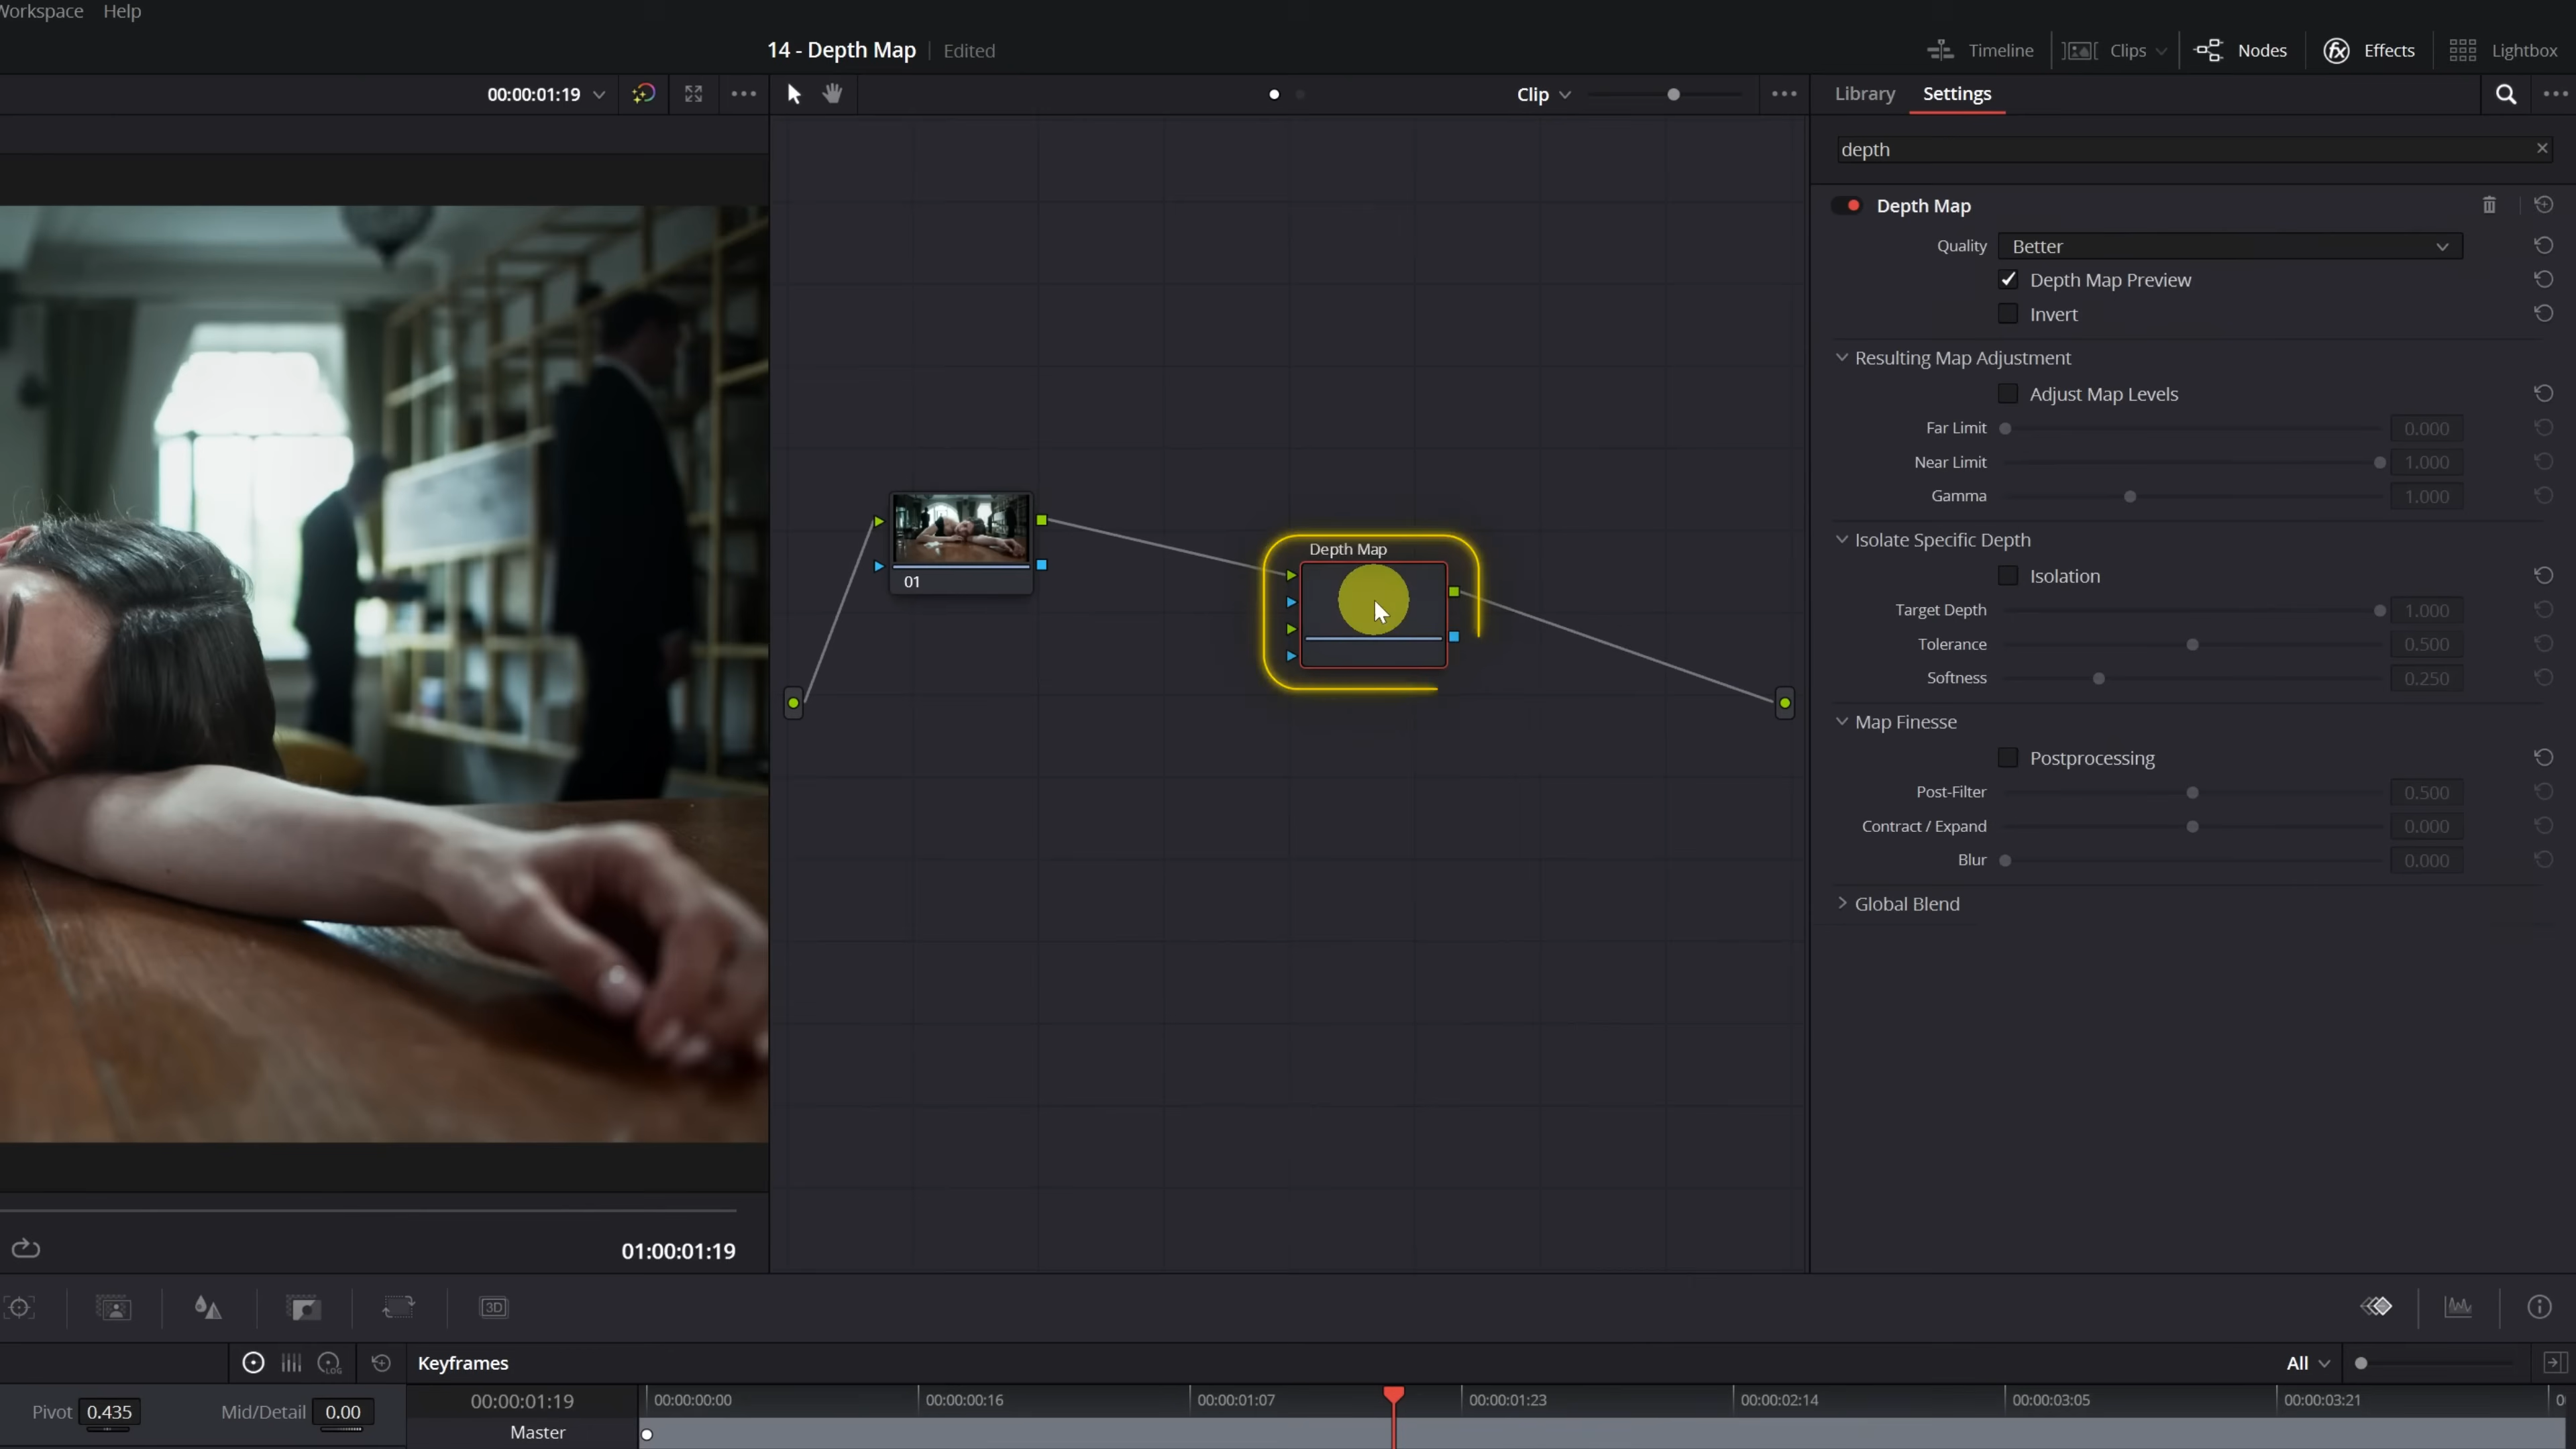 Workspace Help
14 - Depth Map Edited
Timeline Clips Nodes Effects Lightbox
00:00:01:19 Clip Library Settings
depth
Depth Map
Quality Better
Depth Map Preview
Invert
Resulting Map Adjustment
Adjust Map Levels
Far Limit 0.000
Near Limit 1.000
Gamma 1.000
Isolate Specific Depth
Isolation
Target Depth 1.000
Tolerance 0.500
Softness 0.250
Map Finesse
Postprocessing
Post-Filter 0.500
Contract / Expand 0.000
Blur 0.000
Global Blend
Depth Map
01
01:00:01:19
3D
LOG Keyframes All
Pivot 0.435 Mid/Detail 0.00 00:00:01:19 00:00:00:00 00:00:00:16 00:00:01:07 00:00:01:23 00:00:02:14 00:00:03:05 00:00:03:21 0
Master